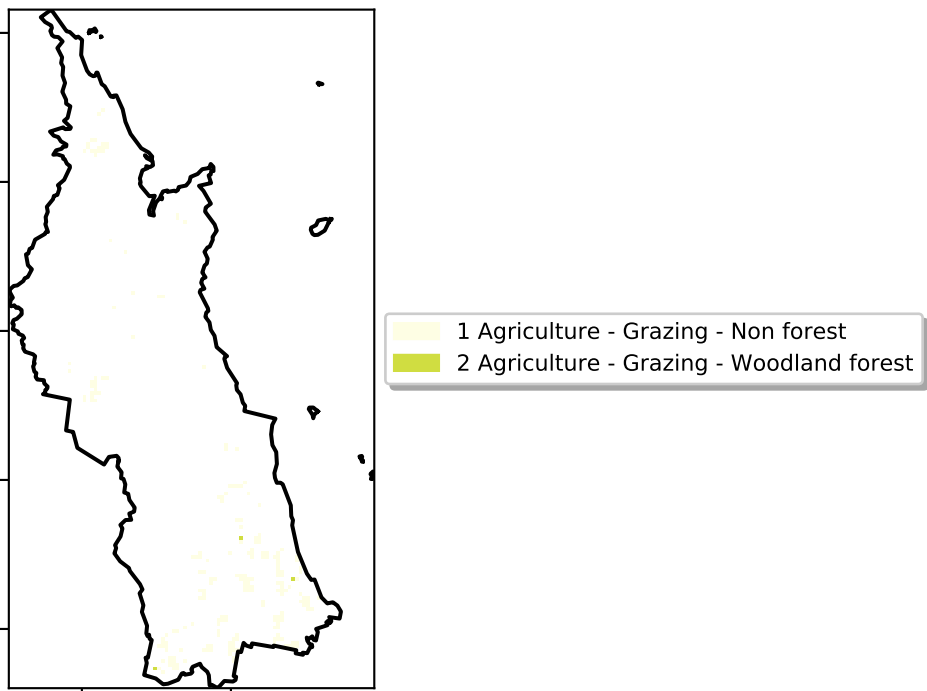 1 Agriculture - Grazing - Non forest
2 Agriculture - Grazing - Woodland forest